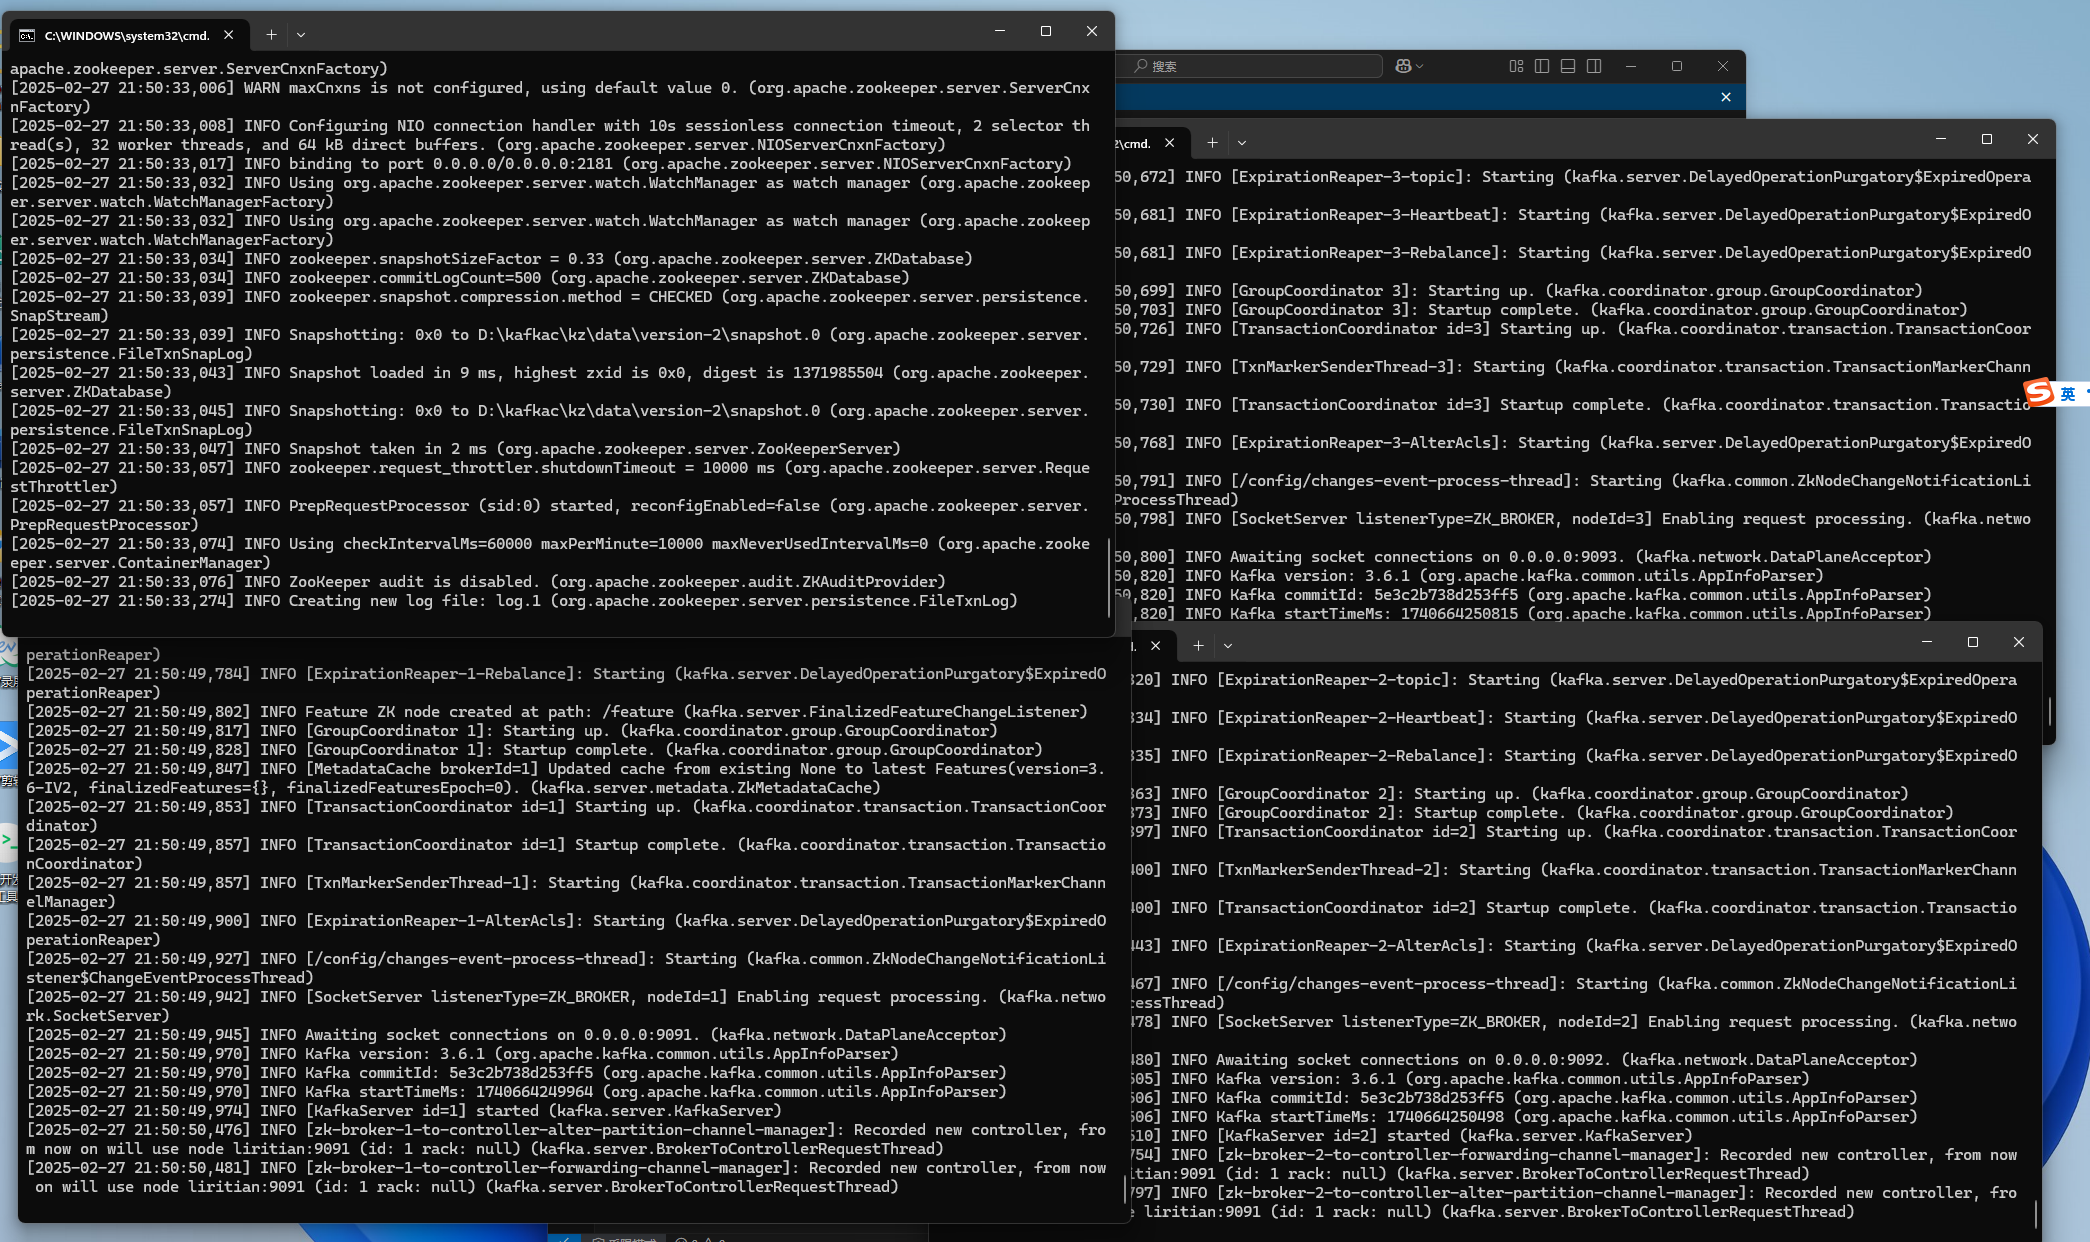 C:\WINDOWS\system32\cmd.
apache.zookeeper.server.ServerCnxnFactory)
[2025-02-27 21:50:33,006] WARN maxCnxns is not configured, using default value 0. (org.apache.zookeeper.server.ServerCnx
nFactory)
[2025-02-27 21:50:33,008] INFO Configuring NIO connection handler with 10s sessionless connection timeout, 2 selector th
read(s), 32 worker threads, and 64 kB direct buffers. (org.apache.zookeeper.server.NIOServerCnxnFactory)
[2025-02-27 21:50:33,017] INFO binding to port 0.0.0.0/0.0.0.0:2181 (org.apache.zookeeper.server.NIOServerCnxnFactory)
[2025-02-27 21:50:33,032] INFO Using org.apache.zookeeper.server.watch.WatchManager as watch manager (org.apache.zookeep
er.server.watch.WatchManagerFactory)
[2025-02-27 21:50:33,032] INFO Using org.apache.zookeeper.server.watch.WatchManager as watch manager (org.apache.zookeep
er.server.watch.WatchManagerFactory)
[2025-02-27 21:50:33,034] INFO zookeeper.snapshotSizeFactor = 0.33 (org.apache.zookeeper.server.ZKDatabase)
[2025-02-27 21:50:33,034] INFO zookeeper.commitLogCount=500 (org.apache.zookeeper.server.ZKDatabase)
[2025-02-27 21:50:33,039] INFO zookeeper.snapshot.compression.method = CHECKED (org.apache.zookeeper.server.persistence.
SnapStream)
[2025-02-27 21:50:33,039] INFO Snapshotting: 0x0 to D:\kafkac\kz\data\version-2\snapshot.0 (org.apache.zookeeper.server.
persistence.FileTxnSnapLog)
[2025-02-27 21:50:33,043] INFO Snapshot loaded in 9 ms, highest zxid is 0x0, digest is 1371985504 (org.apache.zookeeper.
server.ZKDatabase)
[2025-02-27 21:50:33,045] INFO Snapshotting: 0x0 to D:\kafkac\kz\data\version-2\snapshot.0 (org.apache.zookeeper.server.
persistence.FileTxnSnapLog)
[2025-02-27 21:50:33,047] INFO Snapshot taken in 2 ms (org.apache.zookeeper.server.ZooKeeperServer)
[2025-02-27 21:50:33,057] INFO zookeeper.request_throttler.shutdownTimeout = 10000 ms (org.apache.zookeeper.server.Reque
stThrottler)
[2025-02-27 21:50:33,057] INFO PrepRequestProcessor (sid:0) started, reconfigEnabled=false (org.apache.zookeeper.server.
PrepRequestProcessor)
[2025-02-27 21:50:33,074] INFO Using checkIntervalMs=60000 maxPerMinute=10000 maxNeverUsedIntervalMs=0 (org.apache.zooke
eper.server.ContainerManager)
[2025-02-27 21:50:33,076] INFO ZooKeeper audit is disabled. (org.apache.zookeeper.audit.ZKAuditProvider)
[2025-02-27 21:50:33,274] INFO Creating new log file: log.1 (org.apache.zookeeper.server.persistence.FileTxnLog)
搜索
2\cmd.
50,672] INFO [ExpirationReaper-3-topic]: Starting (kafka.server.DelayedOperationPurgatory$ExpiredOpera
50,681] INFO [ExpirationReaper-3-Heartbeat]: Starting (kafka.server.DelayedOperationPurgatory$ExpiredO
50,681] INFO [ExpirationReaper-3-Rebalance]: Starting (kafka.server.DelayedOperationPurgatory$ExpiredO
50,699] INFO [GroupCoordinator 3]: Starting up. (kafka.coordinator.group.GroupCoordinator)
50,703] INFO [GroupCoordinator 3]: Startup complete. (kafka.coordinator.group.GroupCoordinator)
50,726] INFO [TransactionCoordinator id=3] Starting up. (kafka.coordinator.transaction.TransactionCoor
50,729] INFO [TxnMarkerSenderThread-3]: Starting (kafka.coordinator.transaction.TransactionMarkerChann
50,730] INFO [TransactionCoordinator id=3] Startup complete. (kafka.coordinator.transaction.Transactio
50,768] INFO [ExpirationReaper-3-AlterAcls]: Starting (kafka.server.DelayedOperationPurgatory$ExpiredO
50,791] INFO [/config/changes-event-process-thread]: Starting (kafka.common.ZkNodeChangeNotificationLi
ProcessThread)
50,798] INFO [SocketServer listenerType=ZK_BROKER, nodeId=3] Enabling request processing. (kafka.netwo
50,800] INFO Awaiting socket connections on 0.0.0.0:9093. (kafka.network.DataPlaneAcceptor)
50,820] INFO Kafka version: 3.6.1 (org.apache.kafka.common.utils.AppInfoParser)
50,820] INFO Kafka commitId: 5e3c2b738d253ff5 (org.apache.kafka.common.utils.AppInfoParser)
,820] INFO Kafka startTimeMs: 1740664250815 (org.apache.kafka.common.utils.AppInfoParser)
英
perationReaper)
[2025-02-27 21:50:49,784] INFO [ExpirationReaper-1-Rebalance]: Starting (kafka.server.DelayedOperationPurgatory$ExpiredO
perationReaper)
[2025-02-27 21:50:49,802] INFO Feature ZK node created at path: /feature (kafka.server.FinalizedFeatureChangeListener)
[2025-02-27 21:50:49,817] INFO [GroupCoordinator 1]: Starting up. (kafka.coordinator.group.GroupCoordinator)
[2025-02-27 21:50:49,828] INFO [GroupCoordinator 1]: Startup complete. (kafka.coordinator.group.GroupCoordinator)
[2025-02-27 21:50:49,847] INFO [MetadataCache brokerId=1] Updated cache from existing None to latest Features(version=3.
6-IV2, finalizedFeatures={}, finalizedFeaturesEpoch=0). (kafka.server.metadata.ZkMetadataCache)
[2025-02-27 21:50:49,853] INFO [TransactionCoordinator id=1] Starting up. (kafka.coordinator.transaction.TransactionCoor
dinator)
[2025-02-27 21:50:49,857] INFO [TransactionCoordinator id=1] Startup complete. (kafka.coordinator.transaction.Transactio
nCoordinator)
[2025-02-27 21:50:49,857] INFO [TxnMarkerSenderThread-1]: Starting (kafka.coordinator.transaction.TransactionMarkerChann
elManager)
[2025-02-27 21:50:49,900] INFO [ExpirationReaper-1-AlterAcls]: Starting (kafka.server.DelayedOperationPurgatory$ExpiredO
perationReaper)
[2025-02-27 21:50:49,927] INFO [/config/changes-event-process-thread]: Starting (kafka.common.ZkNodeChangeNotificationLi
stener$ChangeEventProcessThread)
[2025-02-27 21:50:49,942] INFO [SocketServer listenerType=ZK_BROKER, nodeId=1] Enabling request processing. (kafka.netwo
rk.SocketServer)
[2025-02-27 21:50:49,945] INFO Awaiting socket connections on 0.0.0.0:9091. (kafka.network.DataPlaneAcceptor)
[2025-02-27 21:50:49,970] INFO Kafka version: 3.6.1 (org.apache.kafka.common.utils.AppInfoParser)
[2025-02-27 21:50:49,970] INFO Kafka commitId: 5e3c2b738d253ff5 (org.apache.kafka.common.utils.AppInfoParser)
[2025-02-27 21:50:49,970] INFO Kafka startTimeMs: 1740664249964 (org.apache.kafka.common.utils.AppInfoParser)
[2025-02-27 21:50:49,974] INFO [KafkaServer id=1] started (kafka.server.KafkaServer)
[2025-02-27 21:50:50,476] INFO [zk-broker-1-to-controller-alter-partition-channel-manager]: Recorded new controller, fro
m now on will use node liritian:9091 (id: 1 rack: null) (kafka.server.BrokerToControllerRequestThread)
[2025-02-27 21:50:50,481] INFO [zk-broker-1-to-controller-forwarding-channel-manager]: Recorded new controller, from now
 on will use node liritian:9091 (id: 1 rack: null) (kafka.server.BrokerToControllerRequestThread)
320] INFO [ExpirationReaper-2-topic]: Starting (kafka.server.DelayedOperationPurgatory$ExpiredOpera
334] INFO [ExpirationReaper-2-Heartbeat]: Starting (kafka.server.DelayedOperationPurgatory$ExpiredO
335] INFO [ExpirationReaper-2-Rebalance]: Starting (kafka.server.DelayedOperationPurgatory$ExpiredO
363] INFO [GroupCoordinator 2]: Starting up. (kafka.coordinator.group.GroupCoordinator)
373] INFO [GroupCoordinator 2]: Startup complete. (kafka.coordinator.group.GroupCoordinator)
397] INFO [TransactionCoordinator id=2] Starting up. (kafka.coordinator.transaction.TransactionCoor
400] INFO [TxnMarkerSenderThread-2]: Starting (kafka.coordinator.transaction.TransactionMarkerChann
400] INFO [TransactionCoordinator id=2] Startup complete. (kafka.coordinator.transaction.Transactio
443] INFO [ExpirationReaper-2-AlterAcls]: Starting (kafka.server.DelayedOperationPurgatory$ExpiredO
467] INFO [/config/changes-event-process-thread]: Starting (kafka.common.ZkNodeChangeNotificationLi
cessThread)
478] INFO [SocketServer listenerType=ZK_BROKER, nodeId=2] Enabling request processing. (kafka.netwo
480] INFO Awaiting socket connections on 0.0.0.0:9092. (kafka.network.DataPlaneAcceptor)
505] INFO Kafka version: 3.6.1 (org.apache.kafka.common.utils.AppInfoParser)
506] INFO Kafka commitId: 5e3c2b738d253ff5 (org.apache.kafka.common.utils.AppInfoParser)
506] INFO Kafka startTimeMs: 1740664250498 (org.apache.kafka.common.utils.AppInfoParser)
510] INFO [KafkaServer id=2] started (kafka.server.KafkaServer)
754] INFO [zk-broker-2-to-controller-forwarding-channel-manager]: Recorded new controller, from now
itian:9091 (id: 1 rack: null) (kafka.server.BrokerToControllerRequestThread)
797] INFO [zk-broker-2-to-controller-alter-partition-channel-manager]: Recorded new controller, fro
e liritian:9091 (id: 1 rack: null) (kafka.server.BrokerToControllerRequestThread)